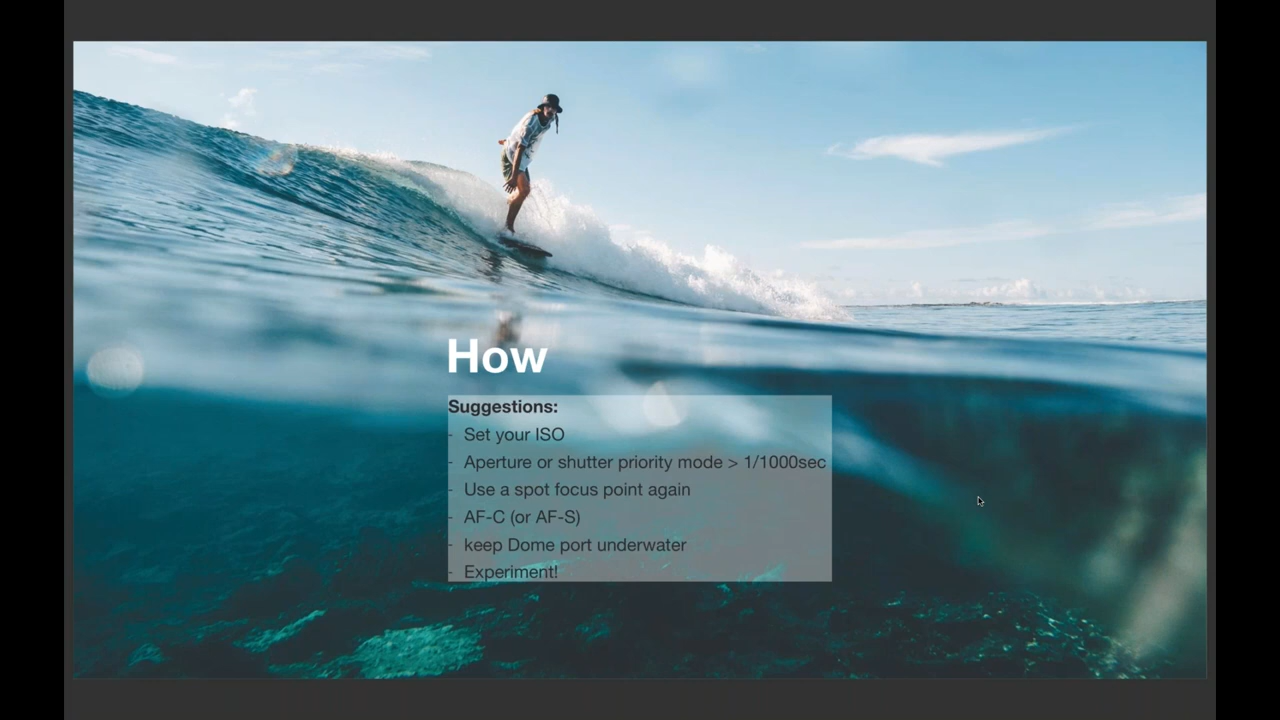 How
Suggestions:
- Set your ISO
- Aperture or shutter priority mode > 1/1000sec
- Use a spot focus point again
- AF-C (or AF-S)
- keep Dome port underwater
- Experiment!